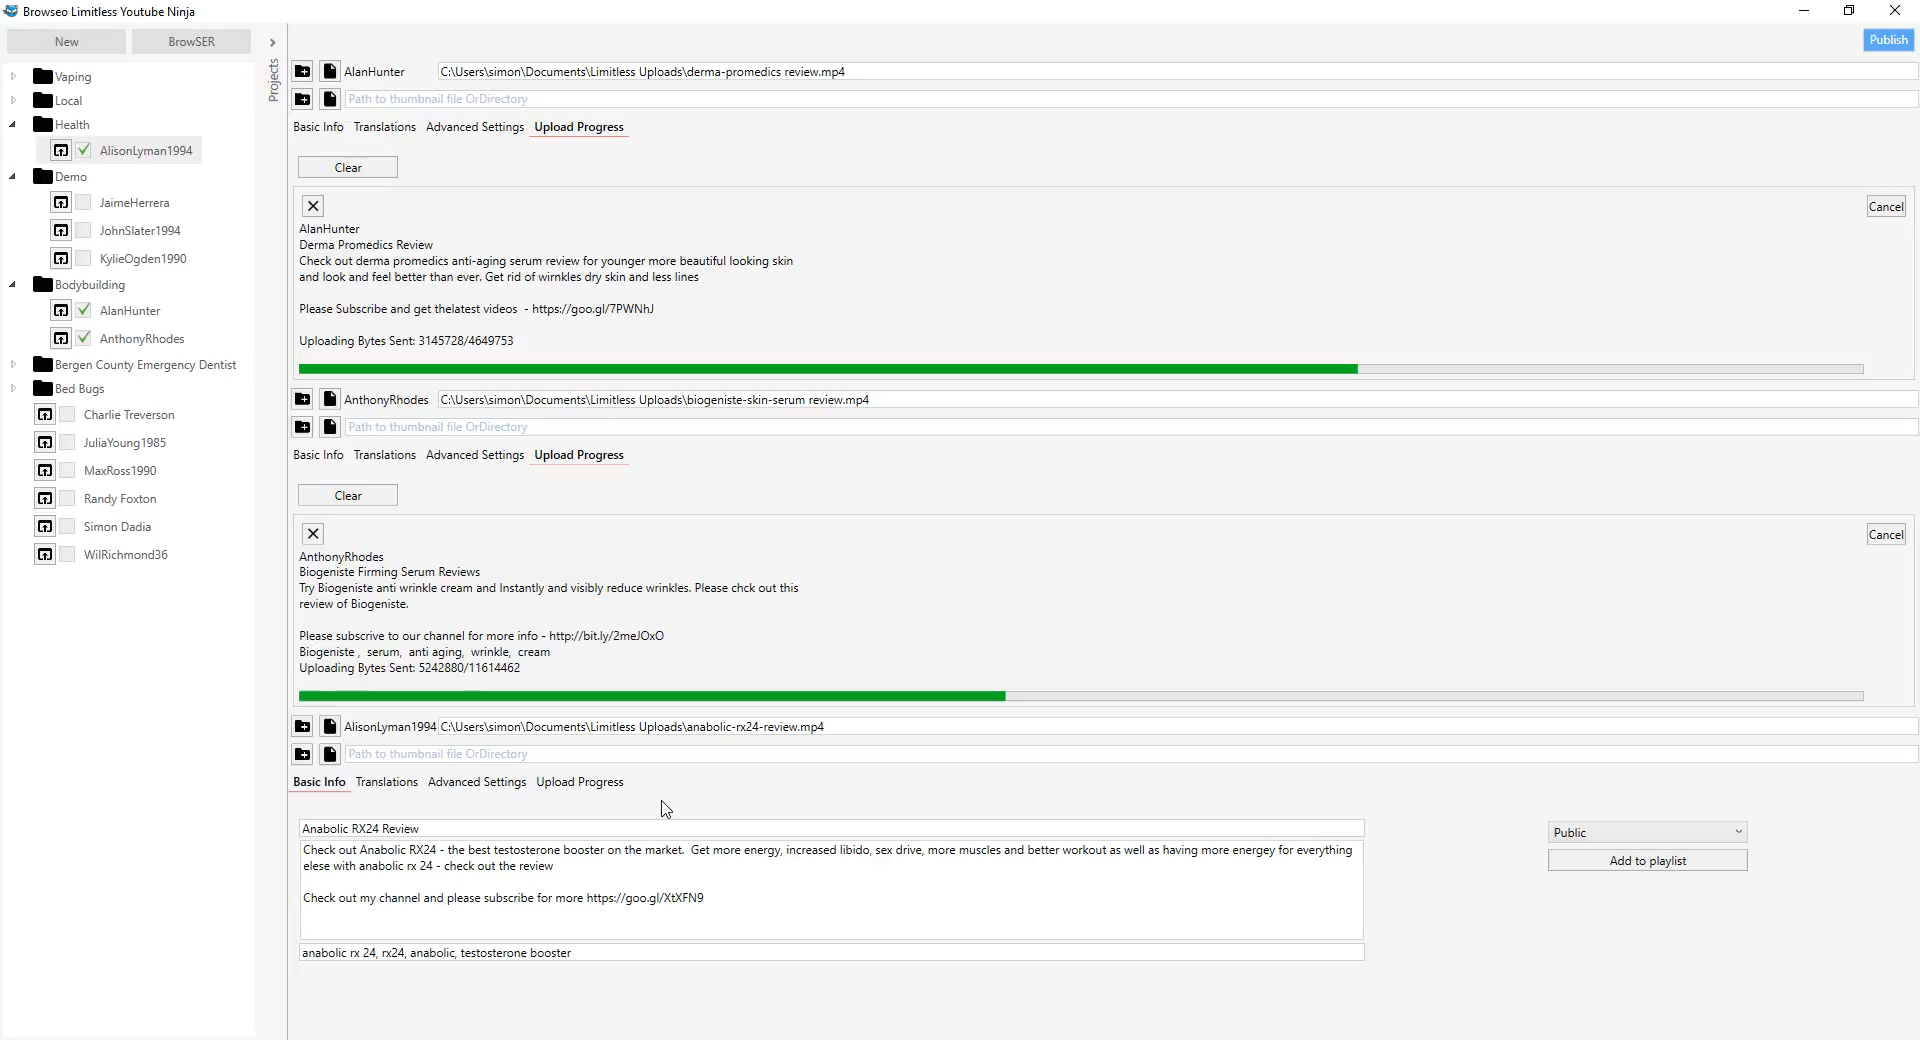 Browseo Limitless Youtube Ninja
New
BrowSER
Projects
Publish
Vaping
Local
Health
AlisonLyman1994
Demo
JaimeHerrera
JohnSlater1994
KylieOgden1990
Bodybuilding
AlanHunter
AnthonyRhodes
Bergen County Emergency Dentist
Bed Bugs
Charlie Treverson
JuliaYoung1985
MaxRoss1990
Randy Foxton
Simon Dadia
WilRichmond36
AlanHunter C:\Users\simon\Documents\Limitless Uploads\derma-promedics review.mp4
Path to thumbnail file OrDirectory
Basic Info Translations Advanced Settings Upload Progress
Clear
Cancel
AlanHunter
Derma Promedics Review
Check out derma promedics anti-aging serum review for younger more beautiful looking skin
and look and feel better than ever. Get rid of wirnkles dry skin and less lines
Please Subscribe and get thelatest videos - https://goo.gl/7PWNhJ
Uploading Bytes Sent: 3145728/4649753
AnthonyRhodes C:\Users\simon\Documents\Limitless Uploads\biogeniste-skin-serum review.mp4
Path to thumbnail file OrDirectory
Basic Info Translations Advanced Settings Upload Progress
Clear
Cancel
AnthonyRhodes
Biogeniste Firming Serum Reviews
Try Biogeniste anti wrinkle cream and Instantly and visibly reduce wrinkles. Please chck out this
review of Biogeniste.
Please subscrive to our channel for more info - http://bit.ly/2meJOxO
Biogeniste , serum, anti aging, wrinkle, cream
Uploading Bytes Sent: 5242880/11614462
AlisonLyman1994 C:\Users\simon\Documents\Limitless Uploads\anabolic-rx24-review.mp4
Path to thumbnail file OrDirectory
Basic Info Translations Advanced Settings Upload Progress
Anabolic RX24 Review
Check out Anabolic RX24 - the best testosterone booster on the market. Get more energy, increased libido, sex drive, more muscles and better workout as well as having more energey for everything
elese with anabolic rx 24 - check out the review
Check out my channel and please subscribe for more https://goo.gl/XtXFN9
anabolic rx 24, rx24, anabolic, testosterone booster
Public
Add to playlist